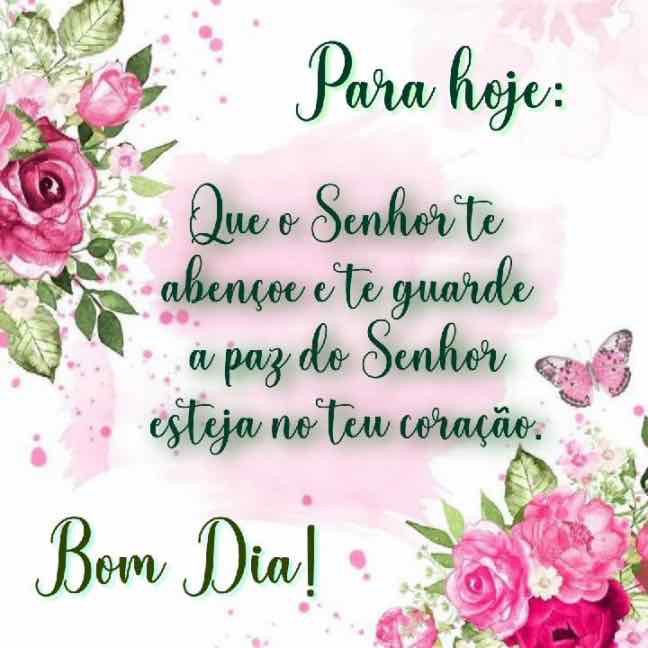 Para hoje:
Que o Senhor te
abençoe e te guarde
a paz do Senhor
esteja no teu coração.
Bom Dia!